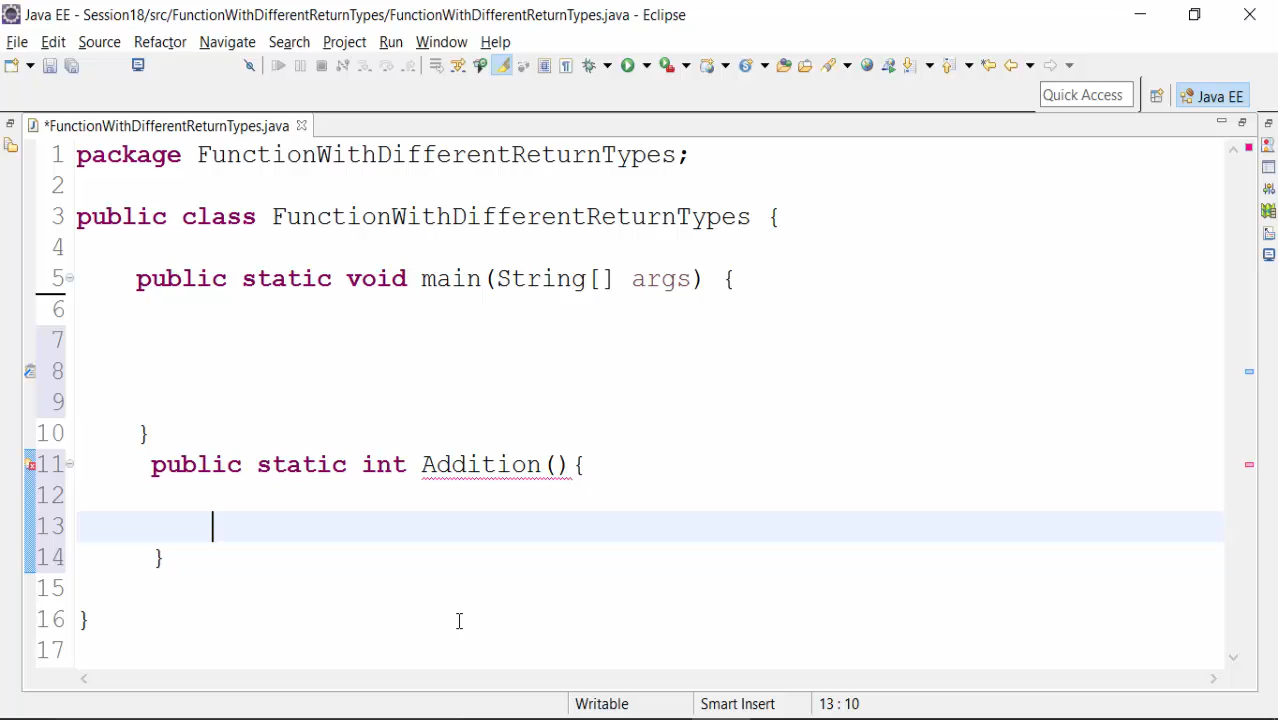 Java EE - Session18/src/FunctionWithDifferentReturnTypes/FunctionWithDifferentReturnTypes.java - Eclipse
File Edit Source Refactor Navigate Search Project Run Window Help
Quick Access Java EE
*FunctionWithDifferentReturnTypes.java
1 package FunctionWithDifferentReturnTypes;
2
3 public class FunctionWithDifferentReturnTypes {
4
5 public static void main(String[] args) {
6
7
8
9
10 }
11 public static int Addition(){
12
13
14 }
15
16 }
17
Writable Smart Insert 13 : 10